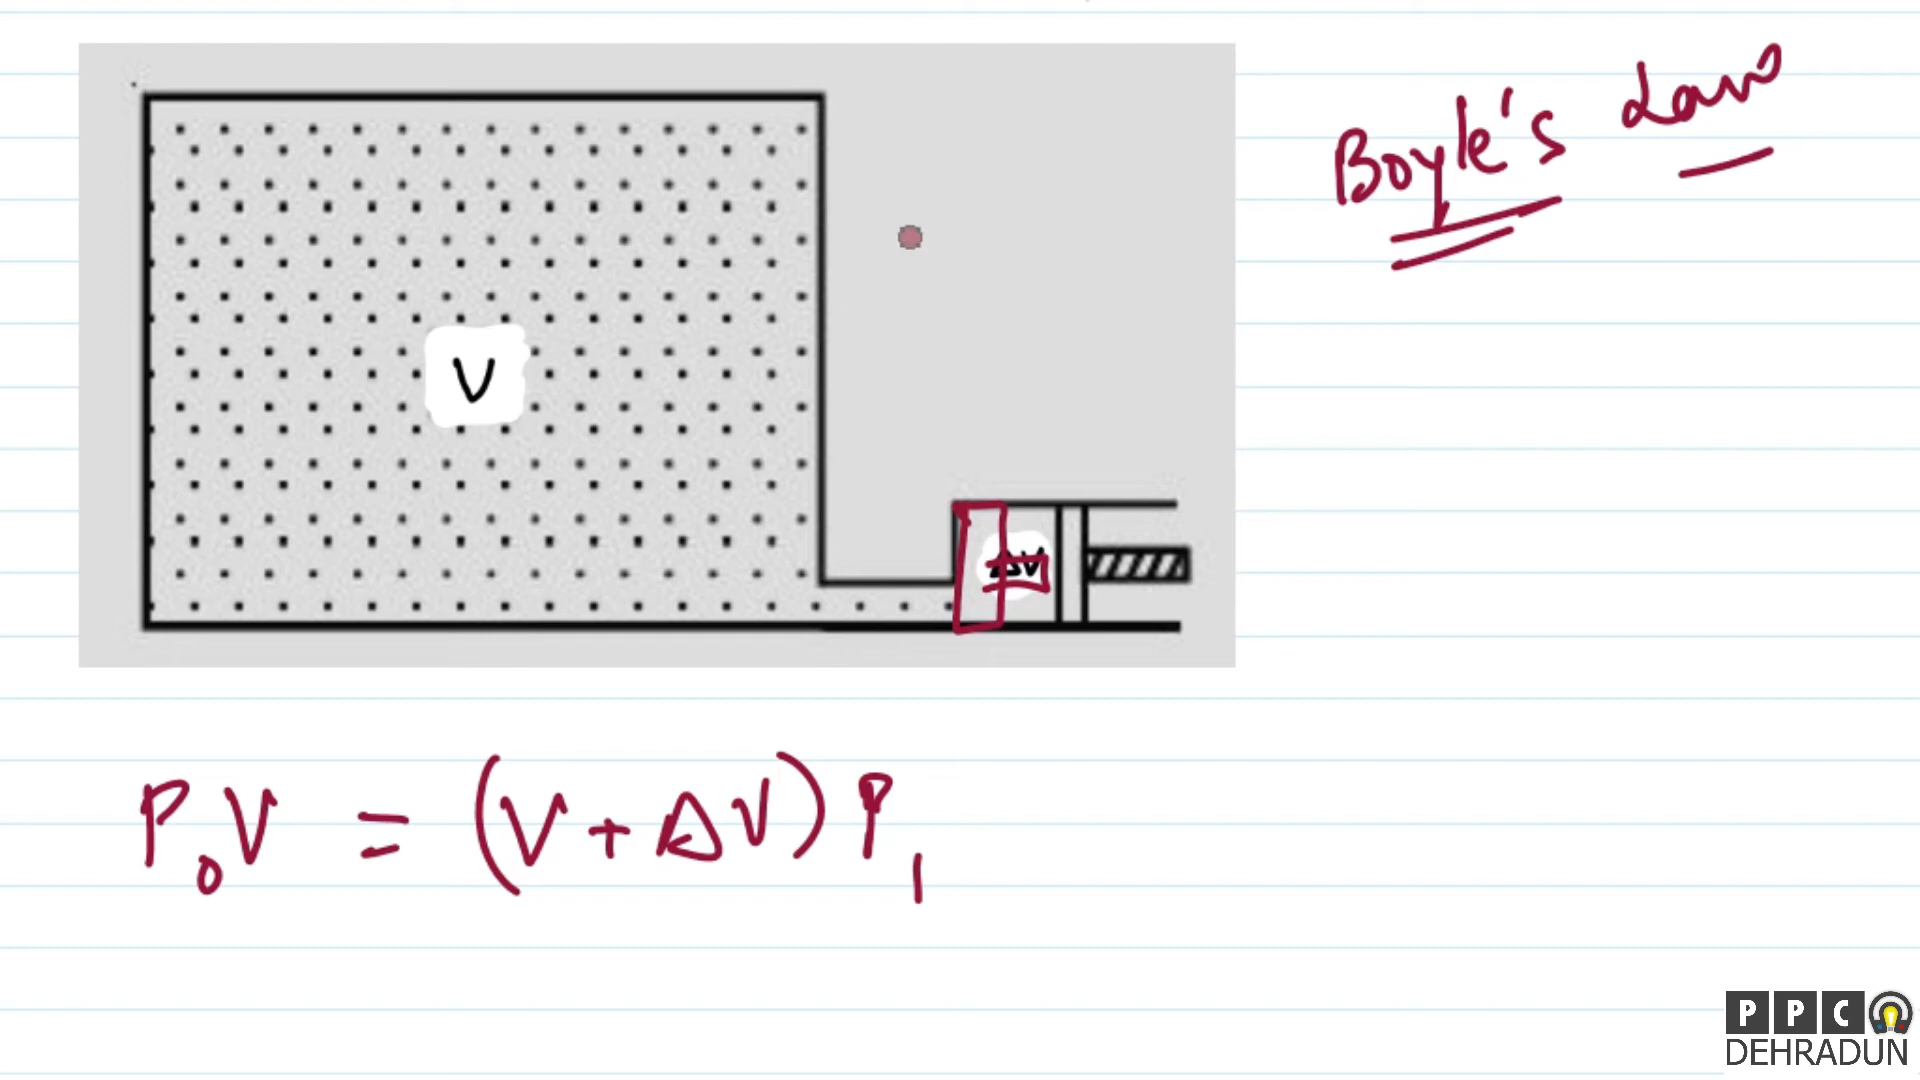 Boyle's Law
V
ΔV
P₀V = (V + ΔV) P₁
PPC
DEHRADUN